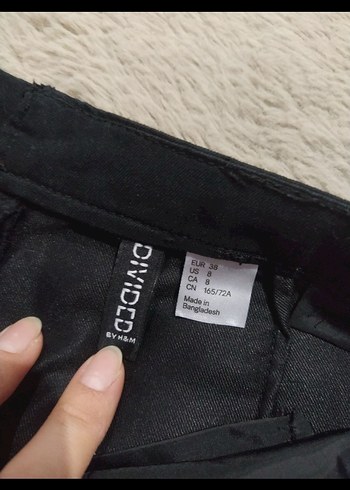 DIVIDED
BY H&M
EUR 38
US 8
CA 8
CN 165/72A
Made in
Bangladesh